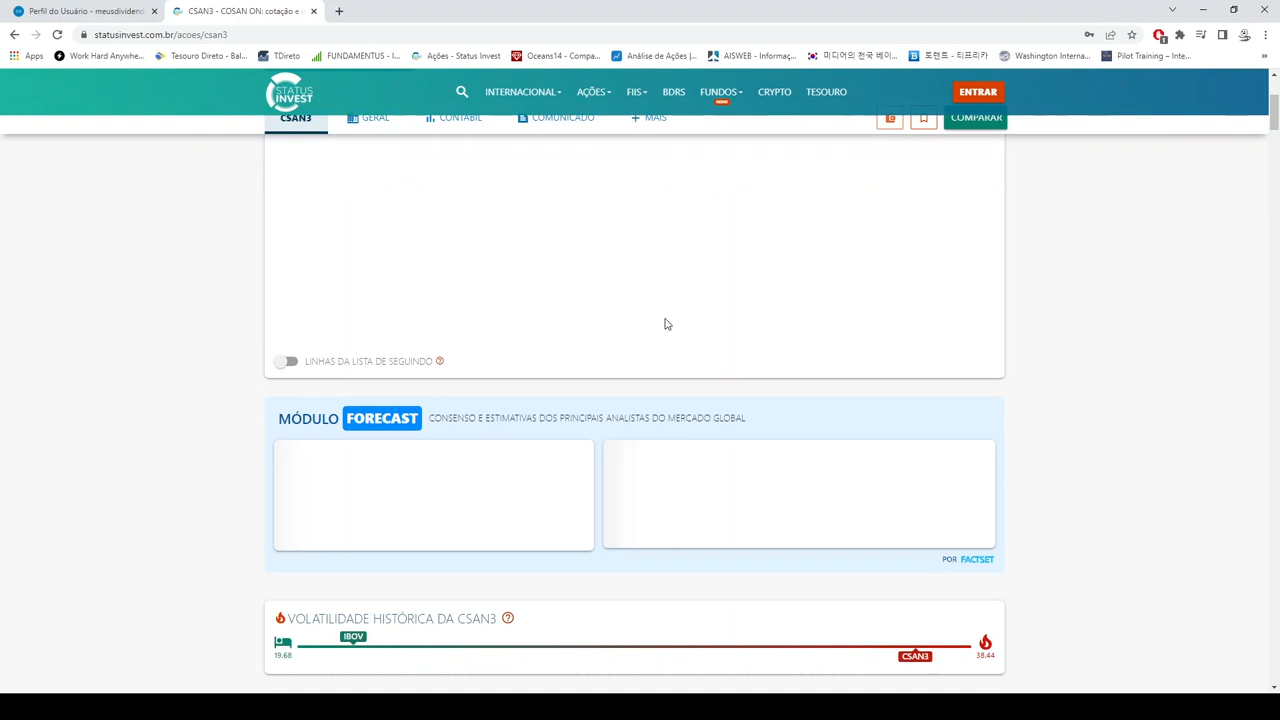 Perfil do Usuário - meusdividend
CSAN3 - COSAN ON: cotação e i
statusinvest.com.br/acoes/csan3
Apps
Work Hard Anywhe...
Tesouro Direto - Bal...
TDireto
FUNDAMENTUS - I...
Ações - Status Invest
Oceans14 - Compa...
Análise de Ações |...
AISWEB - Informaç...
미디어의 천국 베이...
토렌트 - 티프리카
Washington Interna...
Pilot Training – Inte...
STATUS
INVEST
INTERNACIONAL
AÇÕES
FIIS
BDRS
FUNDOS
NOVO
CRYPTO
TESOURO
ENTRAR
CSAN3
GERAL
CONTÁBIL
COMUNICADO
MAIS
COMPARAR
LINHAS DA LISTA DE SEGUINDO
MÓDULO FORECAST CONSENSO E ESTIMATIVAS DOS PRINCIPAIS ANALISTAS DO MERCADO GLOBAL
POR FACTSET
VOLATILIDADE HISTÓRICA DA CSAN3
IBOV
19.68
CSAN3
38.44